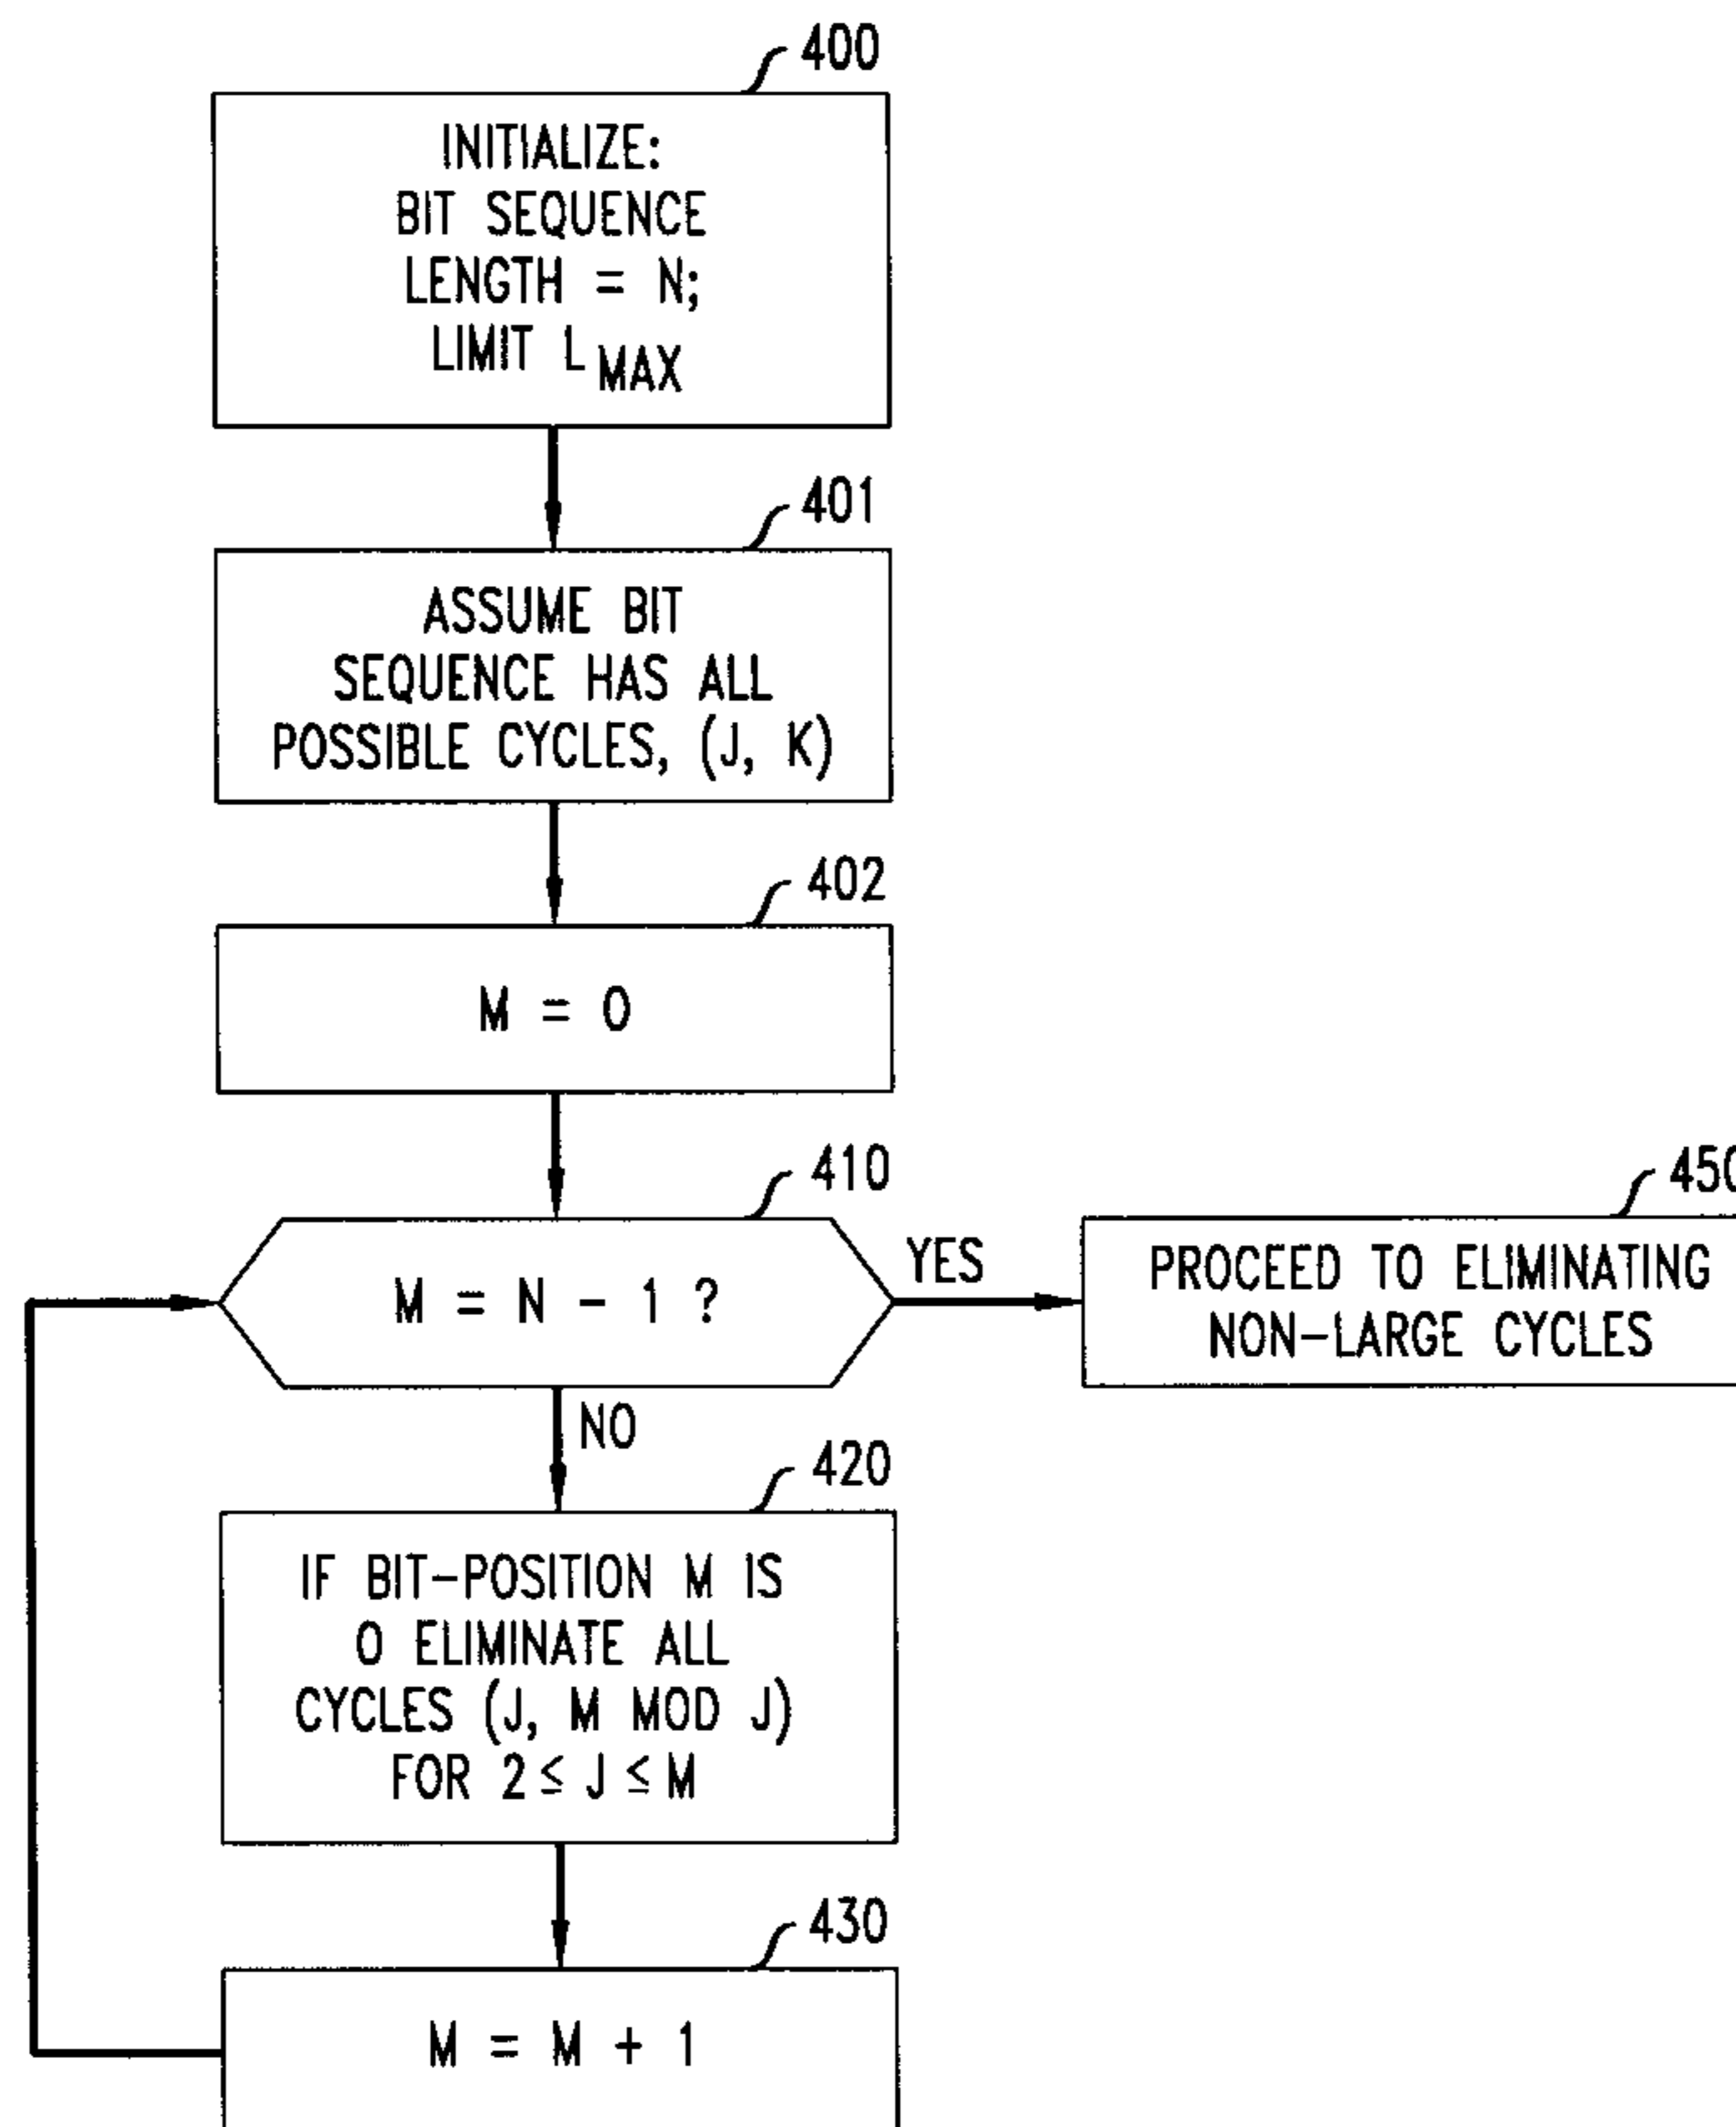 400
INITIALIZE:
BIT SEQUENCE
LENGTH = N;
LIMIT L MAX
401
ASSUME BIT
SEQUENCE HAS ALL
POSSIBLE CYCLES, (J, K)
402
M = 0
410
M = N - 1 ?
YES
450
PROCEED TO ELIMINATING
NON-LARGE CYCLES
NO
420
IF BIT-POSITION M IS
0 ELIMINATE ALL
CYCLES (J, M MOD J)
FOR 2 ≤ J ≤ M
430
M = M + 1